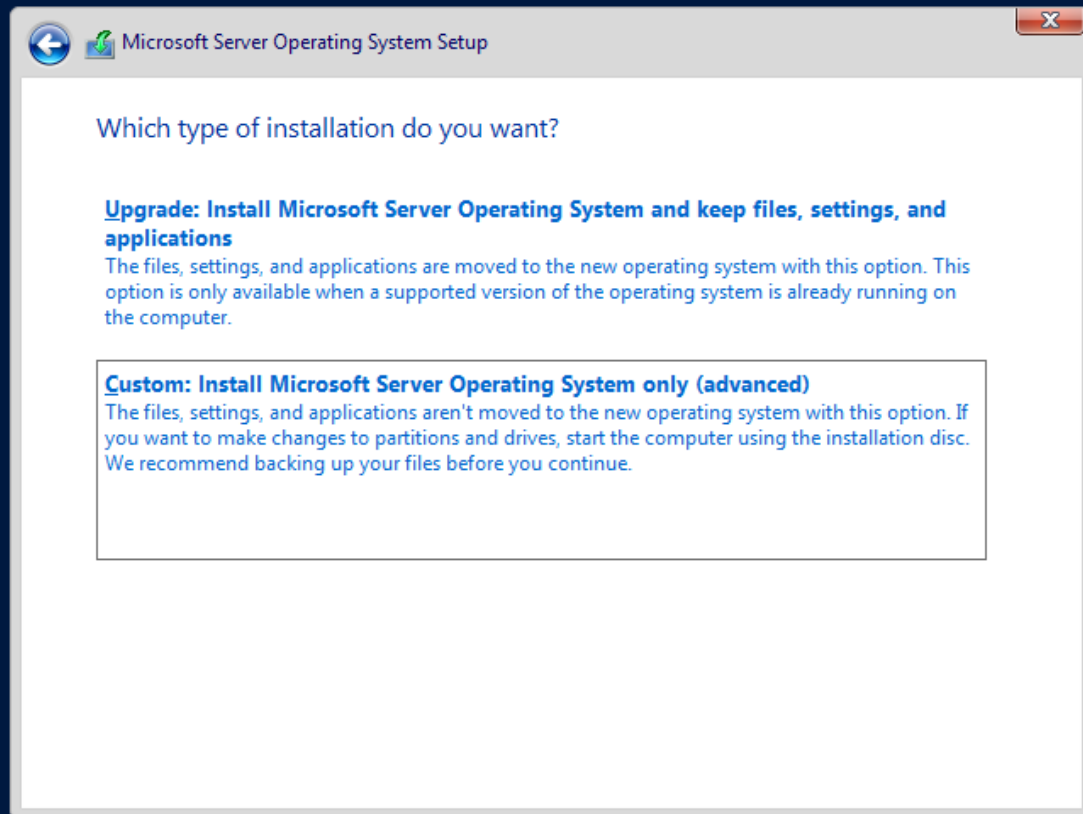 Microsoft Server Operating System Setup
Which type of installation do you want?
Upgrade: Install Microsoft Server Operating System and keep files, settings, and
applications
The files, settings, and applications are moved to the new operating system with this option. This
option is only available when a supported version of the operating system is already running on
the computer.
Custom: Install Microsoft Server Operating System only (advanced)
The files, settings, and applications aren't moved to the new operating system with this option. If
you want to make changes to partitions and drives, start the computer using the installation disc.
We recommend backing up your files before you continue.